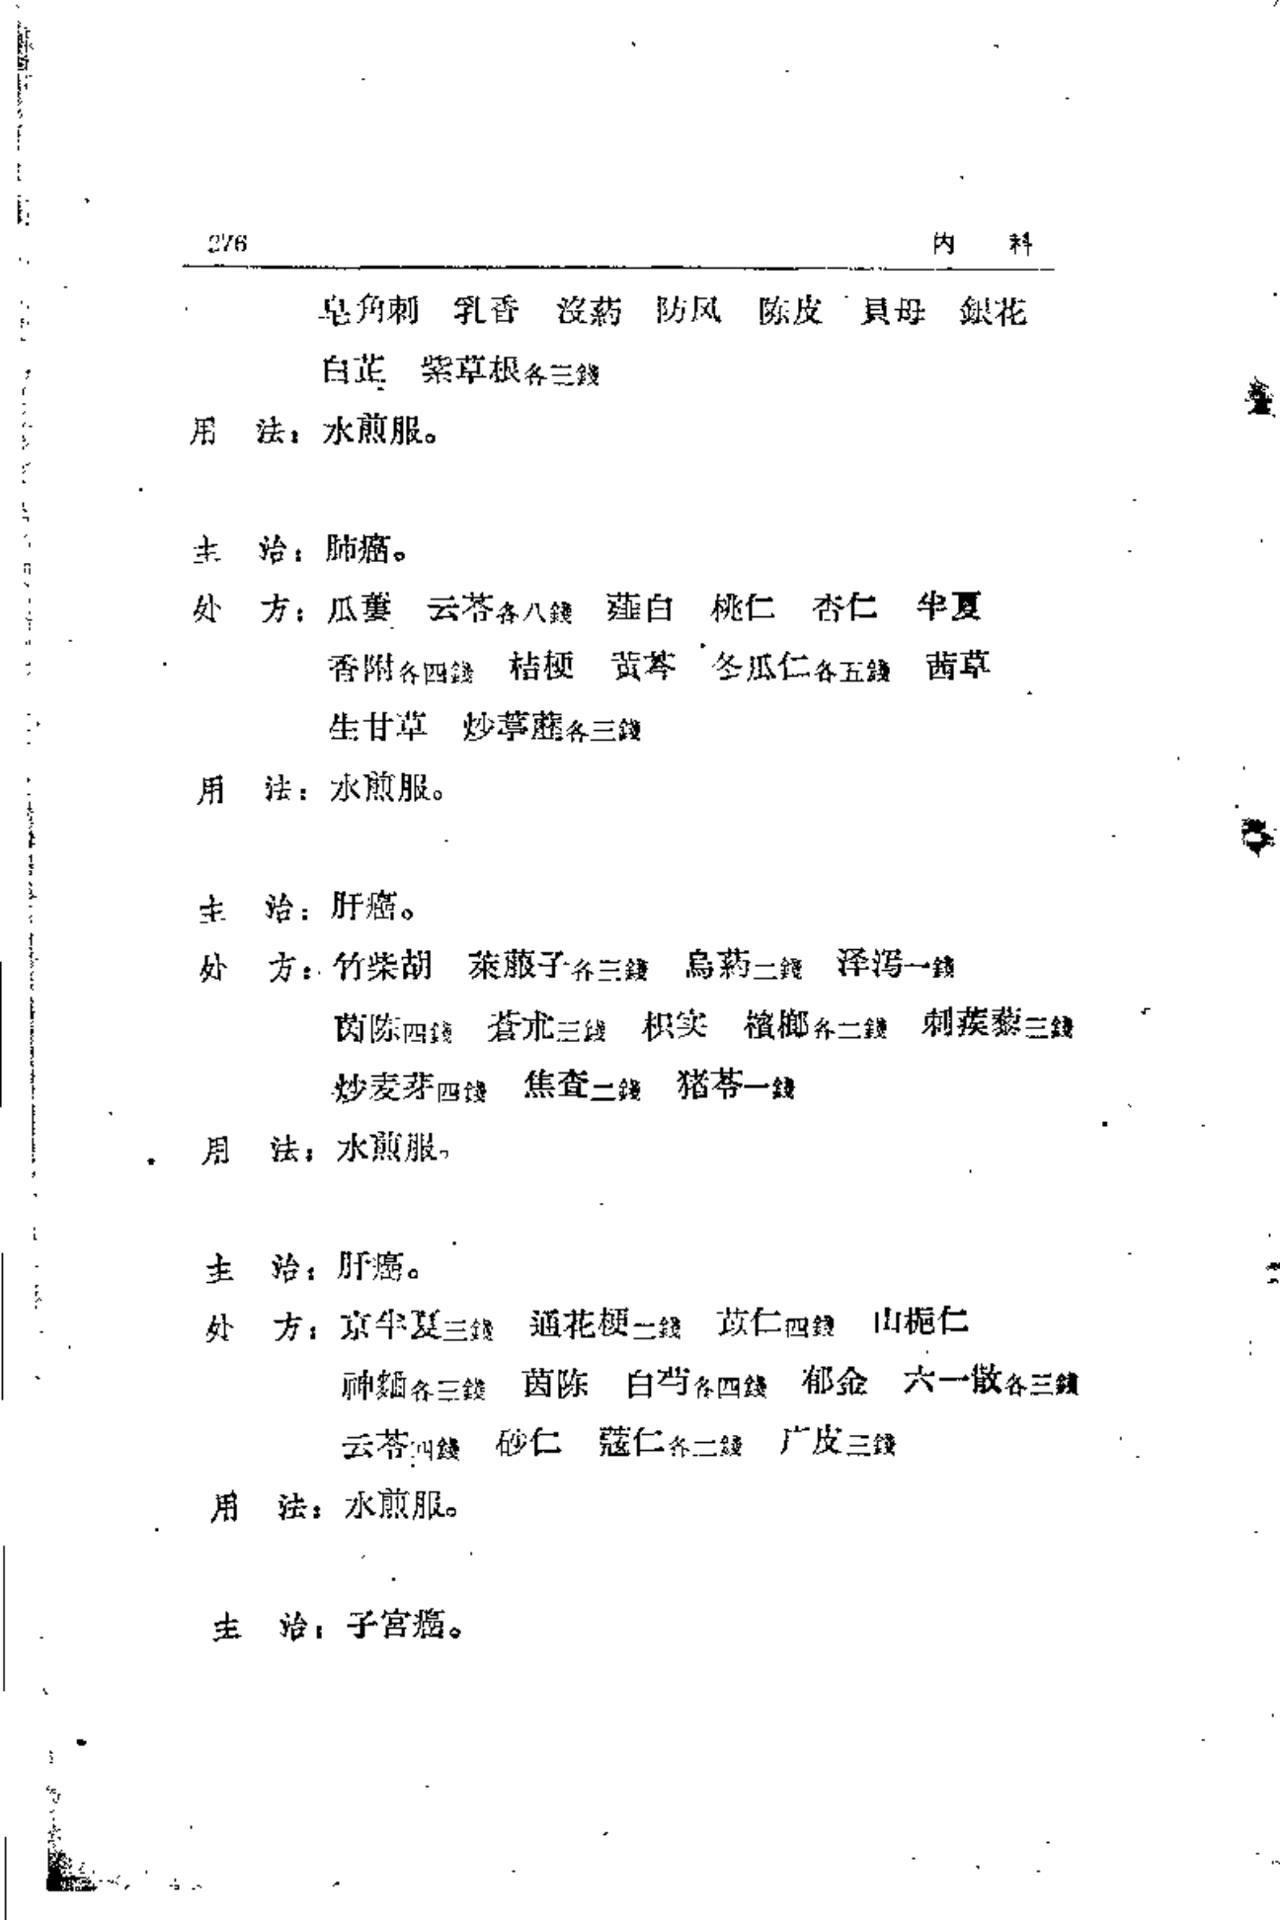 276 内 科
皂角刺 乳香 沒葯 防风 陈皮 貝母 銀花
白芷 紫草根各三錢
用 法：水煎服。
主 治：肺癌。
处 方：瓜蔞 云苓各八錢 薤白 桃仁 杏仁 半夏
香附各四錢 桔梗 黄芩 冬瓜仁各五錢 茜草
生甘草 炒葶藶各三錢
用 法：水煎服。
主 治：肝癌。
处 方：竹柴胡 萊菔子各三錢 烏葯二錢 泽泻一錢
茵陈四錢 蒼朮三錢 枳实 檳榔各二錢 刺蒺藜三錢
炒麦芽四錢 焦査二錢 猪苓一錢
用 法：水煎服。
主 治：肝癌。
处 方：京半夏三錢 通花梗二錢 苡仁四錢 山梔仁
神麯各三錢 茵陈 白芍各四錢 郁金 六一散各三錢
云苓四錢 砂仁 蔻仁各二錢 广皮三錢
用 法：水煎服。
主 治：子宮癌。